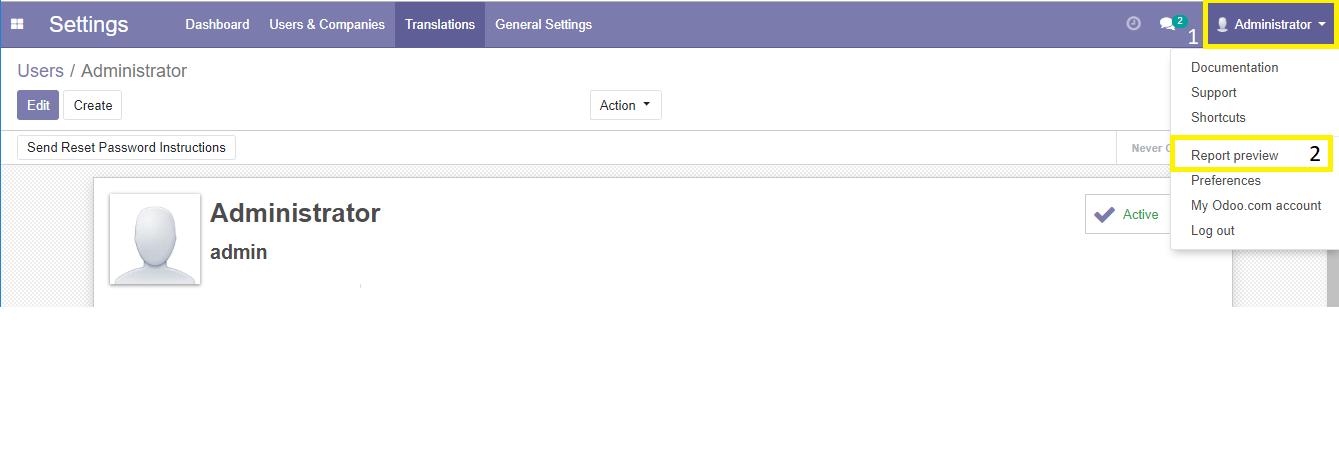 Settings
Dashboard Users & Companies Translations General Settings
2
1
Administrator
Users / Administrator
Edit Create
Action
Documentation
Support
Shortcuts
Report preview 2
Preferences
My Odoo.com account
Log out
Send Reset Password Instructions
Never
Administrator
admin
Active